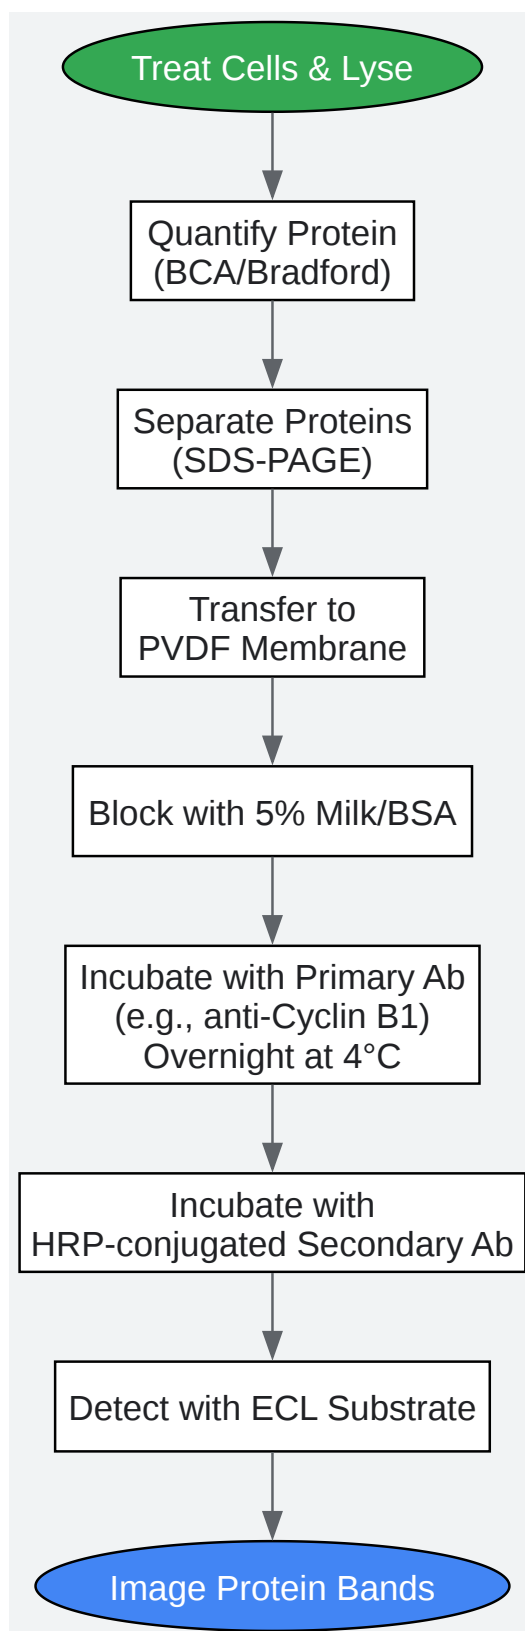 Treat Cells & Lyse
Quantify Protein
(BCA/Bradford)
Separate Proteins
(SDS-PAGE)
Transfer to
PVDF Membrane
Block with 5% Milk/BSA
Incubate with Primary Ab
(e.g., anti-Cyclin B1)
Overnight at 4°C
Incubate with
HRP-conjugated Secondary Ab
Detect with ECL Substrate
Image Protein Bands